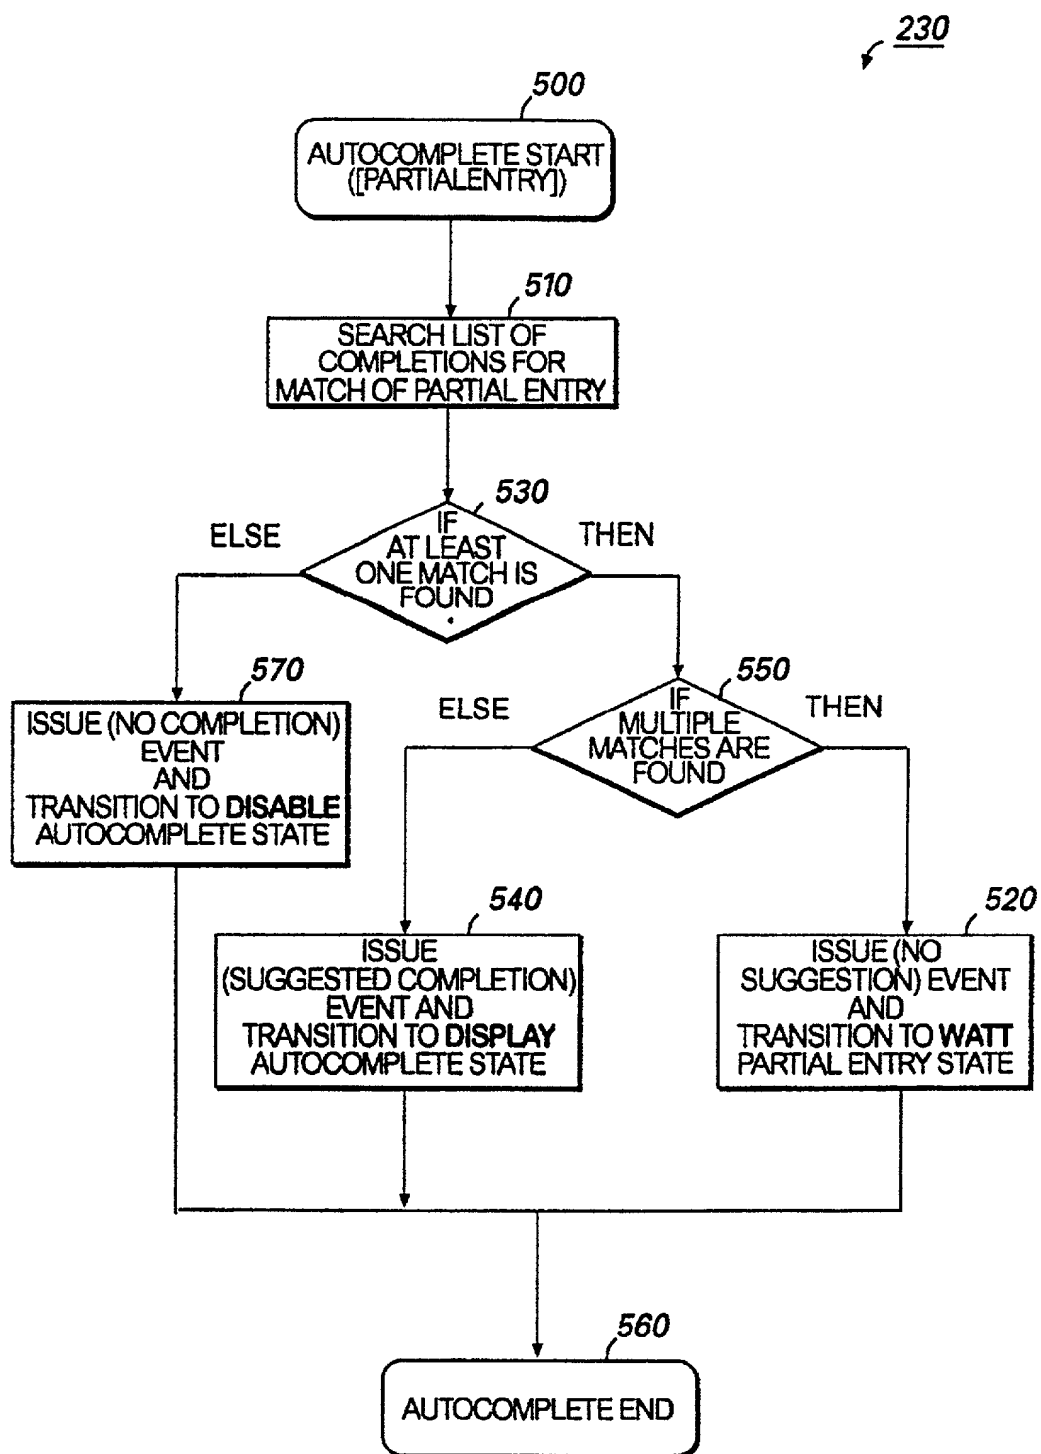 230
500
AUTOCOMPLETE START
([PARTIALENTRY])
510
SEARCH LIST OF
COMPLETIONS FOR
MATCH OF PARTIAL ENTRY
530
ELSE
IF
AT LEAST
ONE MATCH IS
FOUND
THEN
570
ISSUE (NO COMPLETION)
EVENT
AND
TRANSITION TO DISABLE
AUTOCOMPLETE STATE
550
ELSE
IF
MULTIPLE
MATCHES ARE
FOUND
THEN
540
ISSUE
(SUGGESTED COMPLETION)
EVENT AND
TRANSITION TO DISPLAY
AUTOCOMPLETE STATE
520
ISSUE (NO
SUGGESTION) EVENT
AND
TRANSITION TO WATT
PARTIAL ENTRY STATE
560
AUTOCOMPLETE END